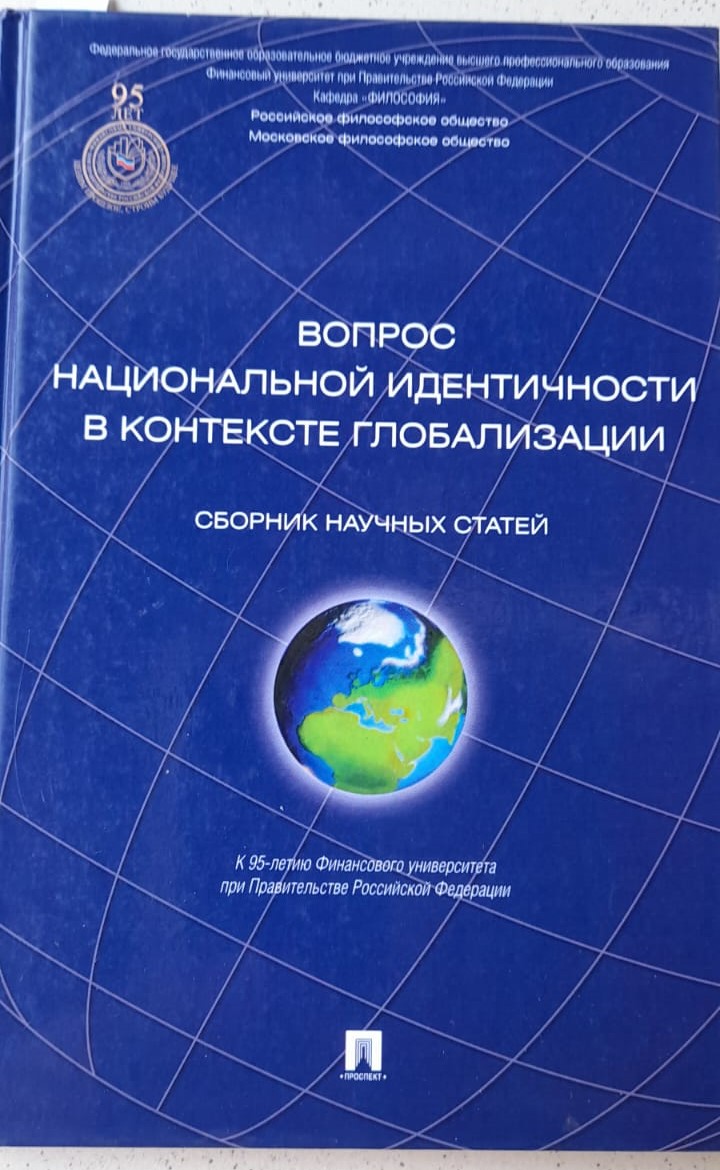 Федеральное государственное образовательное бюджетное учреждение высшего профессионального образования
Финансовый университет при Правительстве Российской Федерации
Кафедра «ФИЛОСОФИЯ»
Российское философское общество
Московское философское общество
95
ЛЕТ
ВОПРОС
НАЦИОНАЛЬНОЙ ИДЕНТИЧНОСТИ
В КОНТЕКСТЕ ГЛОБАЛИЗАЦИИ
СБОРНИК НАУЧНЫХ СТАТЕЙ
К 95-летию Финансового университета
при Правительстве Российской Федерации
•ПРОСПЕКТ•